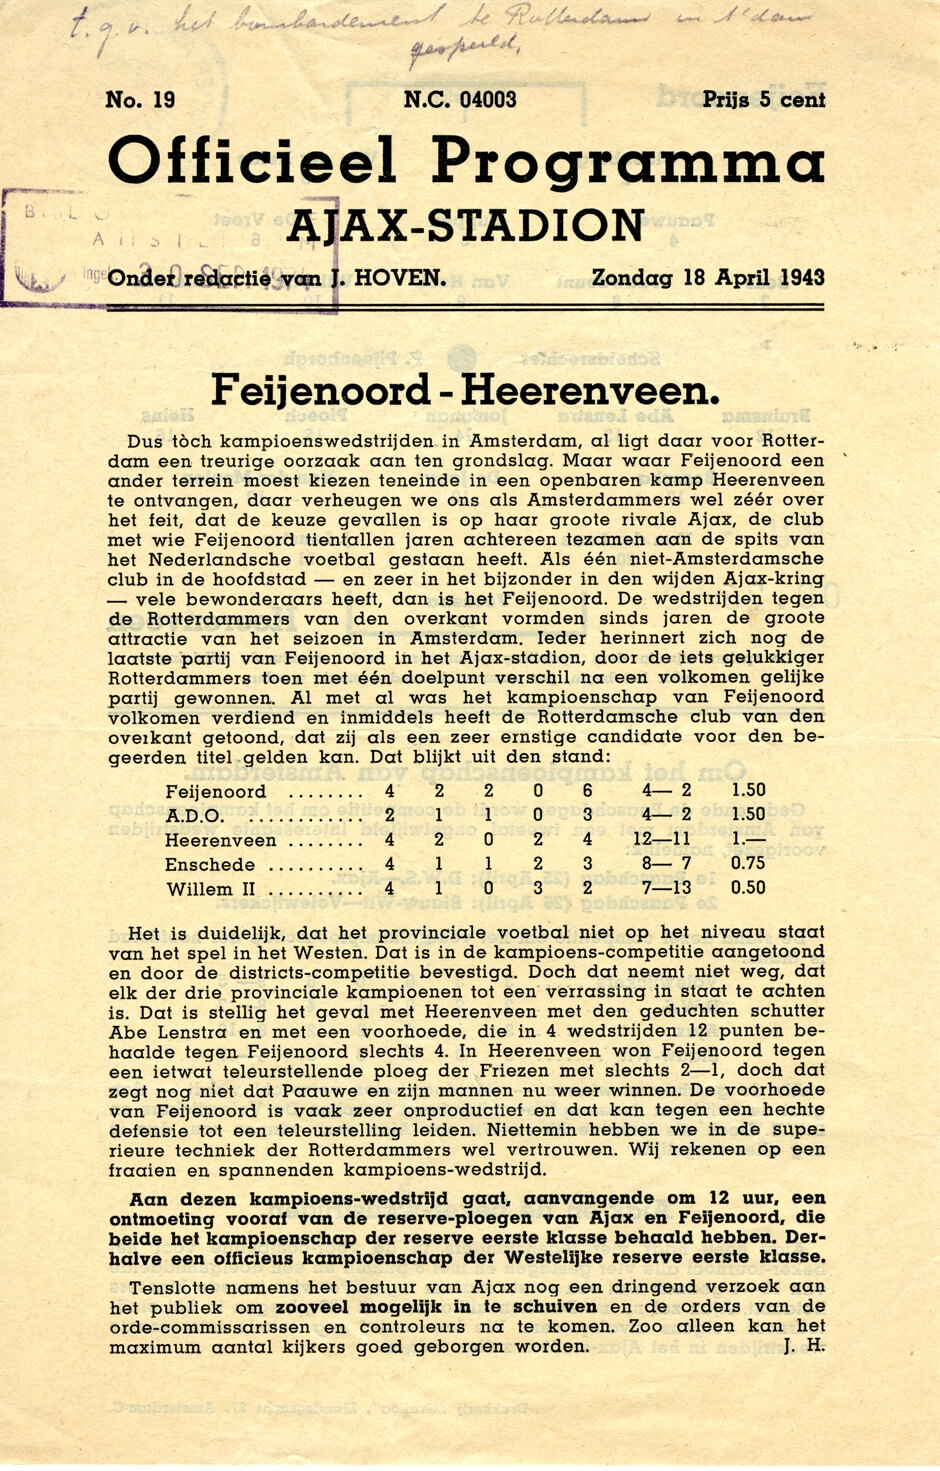 t.g.v. het bombardement te Rotterdam in A'dam
gespeeld.
No. 19 N.C. 04003 Prijs 5 cent
Officieel Programma
AJAX-STADION
Onder redactie van J. HOVEN. Zondag 18 April 1943
Feijenoord - Heerenveen.
Dus tòch kampioenswedstrijden in Amsterdam, al ligt daar voor Rotter-
dam een treurige oorzaak aan ten grondslag. Maar waar Feijenoord een
ander terrein moest kiezen teneinde in een openbaren kamp Heerenveen
te ontvangen, daar verheugen we ons als Amsterdammers wel zéér over
het feit, dat de keuze gevallen is op haar groote rivale Ajax, de club
met wie Feijenoord tientallen jaren achtereen tezamen aan de spits van
het Nederlandsche voetbal gestaan heeft. Als één niet-Amsterdamsche
club in de hoofdstad — en zeer in het bijzonder in den wijden Ajax-kring
— vele bewonderaars heeft, dan is het Feijenoord. De wedstrijden tegen
de Rotterdammers van den overkant vormden sinds jaren de groote
attractie van het seizoen in Amsterdam. Ieder herinnert zich nog de
laatste partij van Feijenoord in het Ajax-stadion, door de iets gelukkiger
Rotterdammers toen met één doelpunt verschil na een volkomen gelijke
partij gewonnen. Al met al was het kampioenschap van Feijenoord
volkomen verdiend en inmiddels heeft de Rotterdamsche club van den
overkant getoond, dat zij als een zeer ernstige candidate voor den be-
geerden titel gelden kan. Dat blijkt uit den stand:
Feijenoord ........ 4 2 2 0 6 4— 2 1.50
A.D.O. ............ 2 1 1 0 3 4— 2 1.50
Heerenveen ........ 4 2 0 2 4 12—11 1.—
Enschede .......... 4 1 1 2 3 8— 7 0.75
Willem II .......... 4 1 0 3 2 7—13 0.50
Het is duidelijk, dat het provinciale voetbal niet op het niveau staat
van het spel in het Westen. Dat is in de kampioens-competitie aangetoond
en door de districts-competitie bevestigd. Doch dat neemt niet weg, dat
elk der drie provinciale kampioenen tot een verrassing in staat te achten
is. Dat is stellig het geval met Heerenveen met den geduchten schutter
Abe Lenstra en met een voorhoede, die in 4 wedstrijden 12 punten be-
haalde tegen Feijenoord slechts 4. In Heerenveen won Feijenoord tegen
een ietwat teleurstellende ploeg der Friezen met slechts 2—1, doch dat
zegt nog niet dat Paauwe en zijn mannen nu weer winnen. De voorhoede
van Feijenoord is vaak zeer onproductief en dat kan tegen een hechte
defensie tot een teleurstelling leiden. Niettemin hebben we in de supe-
rieure techniek der Rotterdammers wel vertrouwen. Wij rekenen op een
fraaien en spannenden kampioens-wedstrijd.
Aan dezen kampioens-wedstrijd gaat, aanvangende om 12 uur, een
ontmoeting vooraf van de reserve-ploegen van Ajax en Feijenoord, die
beide het kampioenschap der reserve eerste klasse behaald hebben. Der-
halve een officieus kampioenschap der Westelijke reserve eerste klasse.
Tenslotte namens het bestuur van Ajax nog een dringend verzoek aan
het publiek om zooveel mogelijk in te schuiven en de orders van de
orde-commissarissen en controleurs na te komen. Zoo alleen kan het
maximum aantal kijkers goed geborgen worden. J. H.